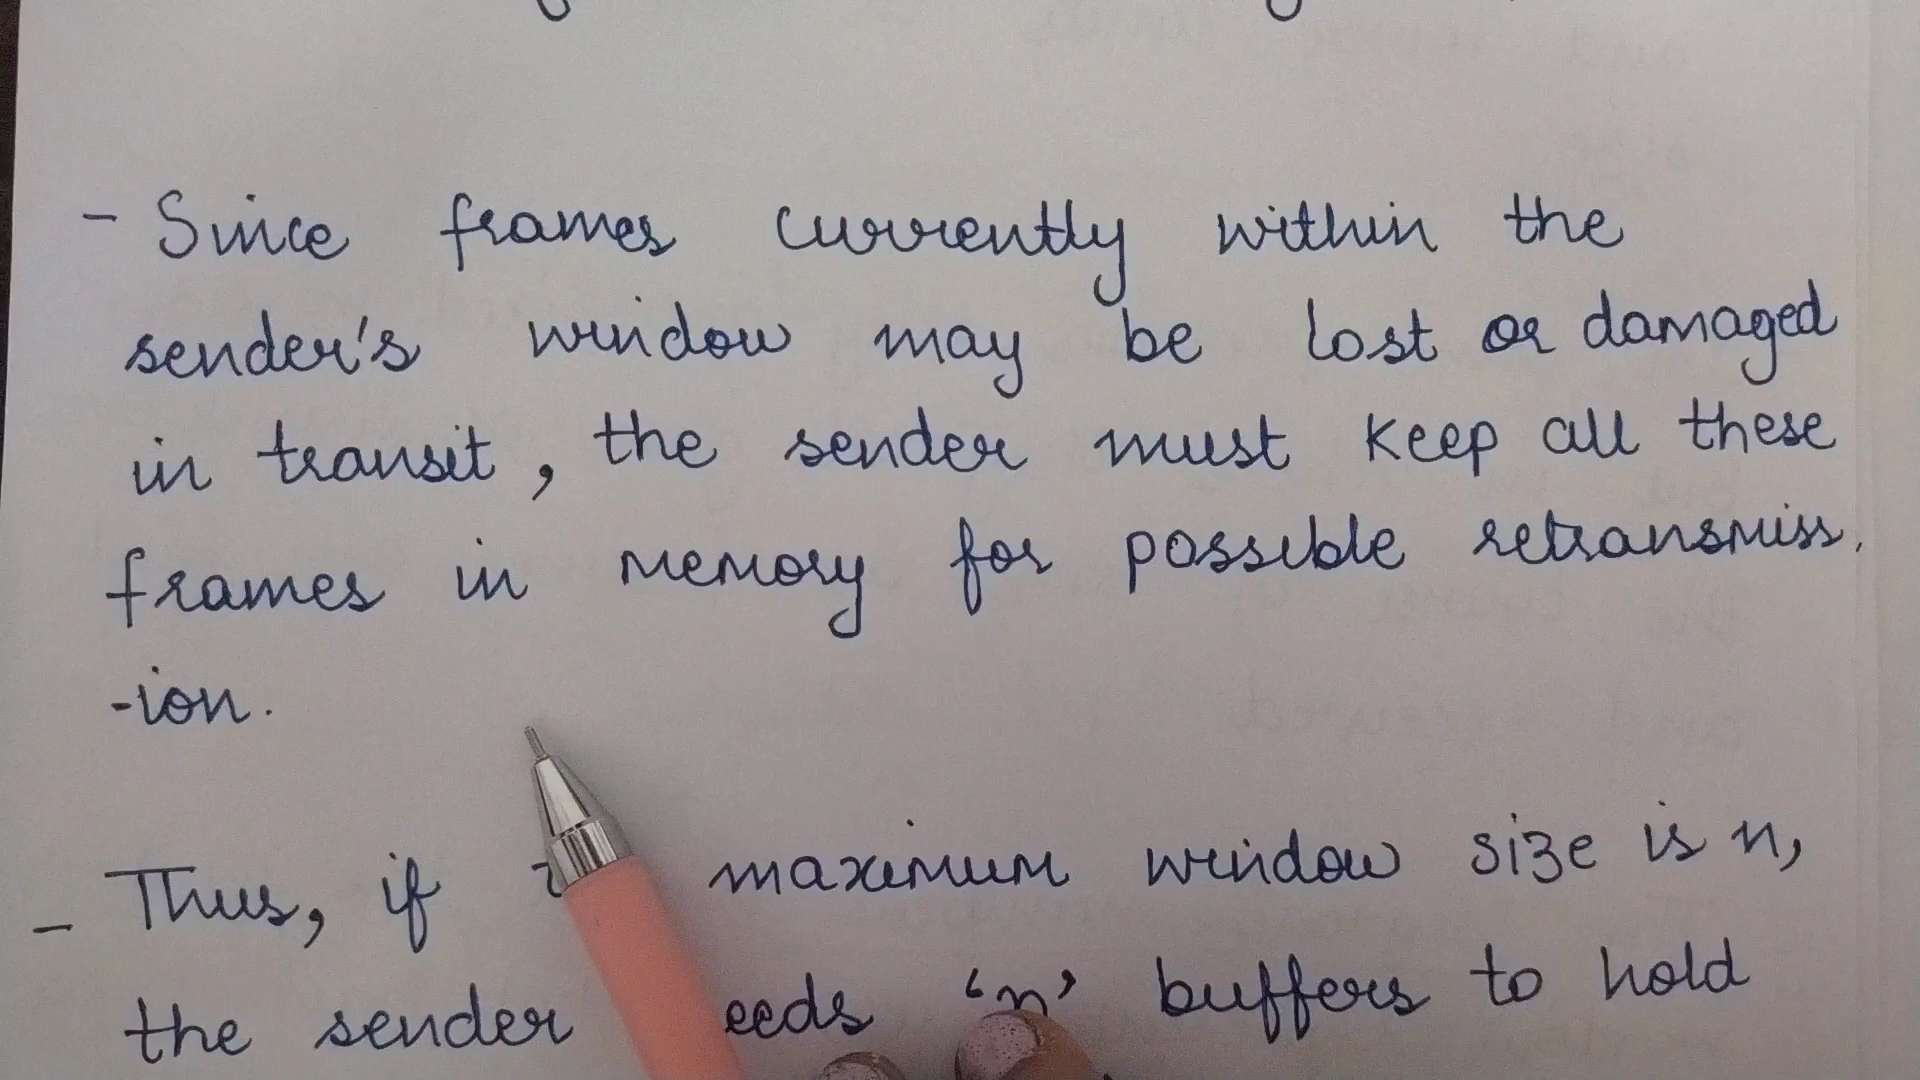 - Since frames currently within the
sender's window may be lost or damaged
in transit, the sender must keep all these
frames in memory for possible retransmiss.
-ion.
- Thus, if maximum window size is n,
the sender eeds 'n' buffers to hold